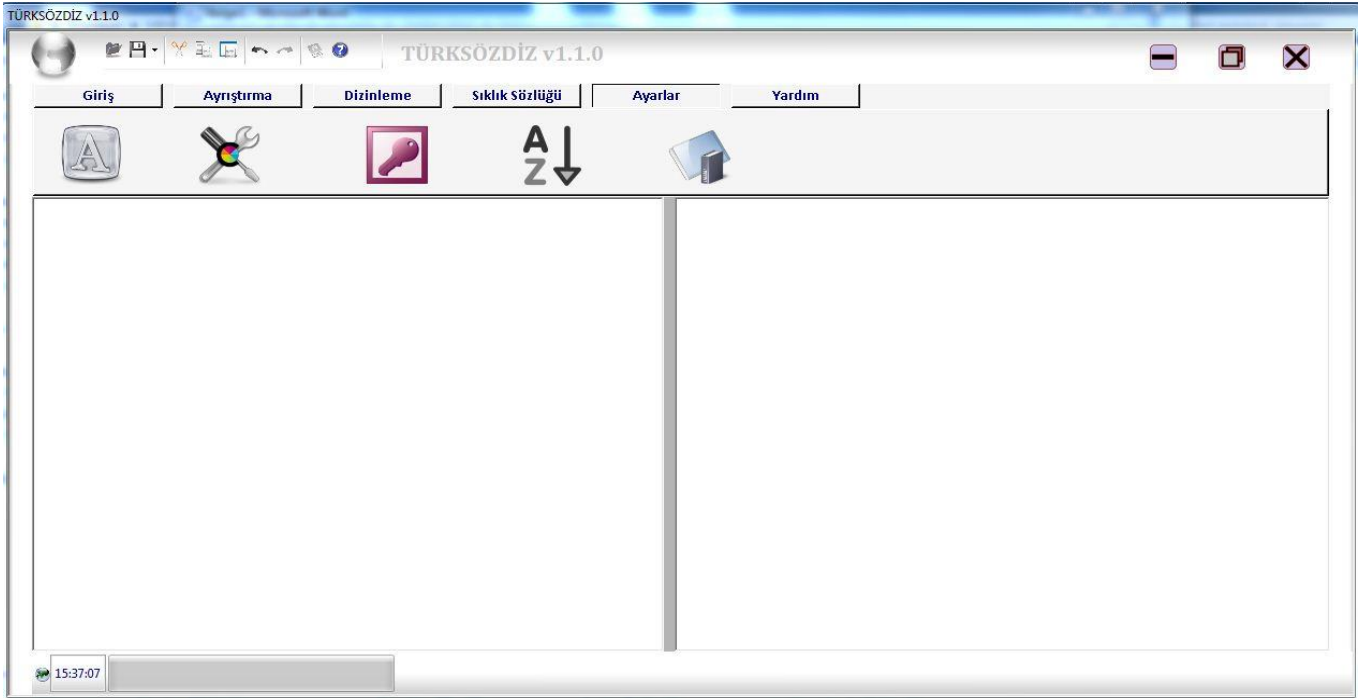 TÜRKSÖZDİZ v1.1.0
TÜRKSÖZDİZ v1.1.0
Giriş Ayrıştırma Dizinleme Sıklık Sözlüğü Ayarlar Yardım
A A Z
15:37:07